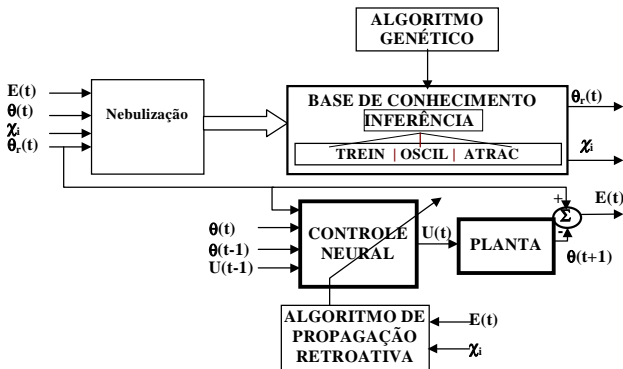 ALGORITMO
GENÉTICO
E(t)
θ(t)
χi
θr(t)
Nebulização
BASE DE CONHECIMENTO
INFERÊNCIA
TREIN | OSCIL | ATRAC
θr(t)
χi
θ(t)
θ(t-1)
U(t-1)
CONTROLE
NEURAL
U(t)
PLANTA
+
Σ
-
E(t)
θ(t+1)
ALGORITMO DE
PROPAGAÇÃO
RETROATIVA
E(t)
χi